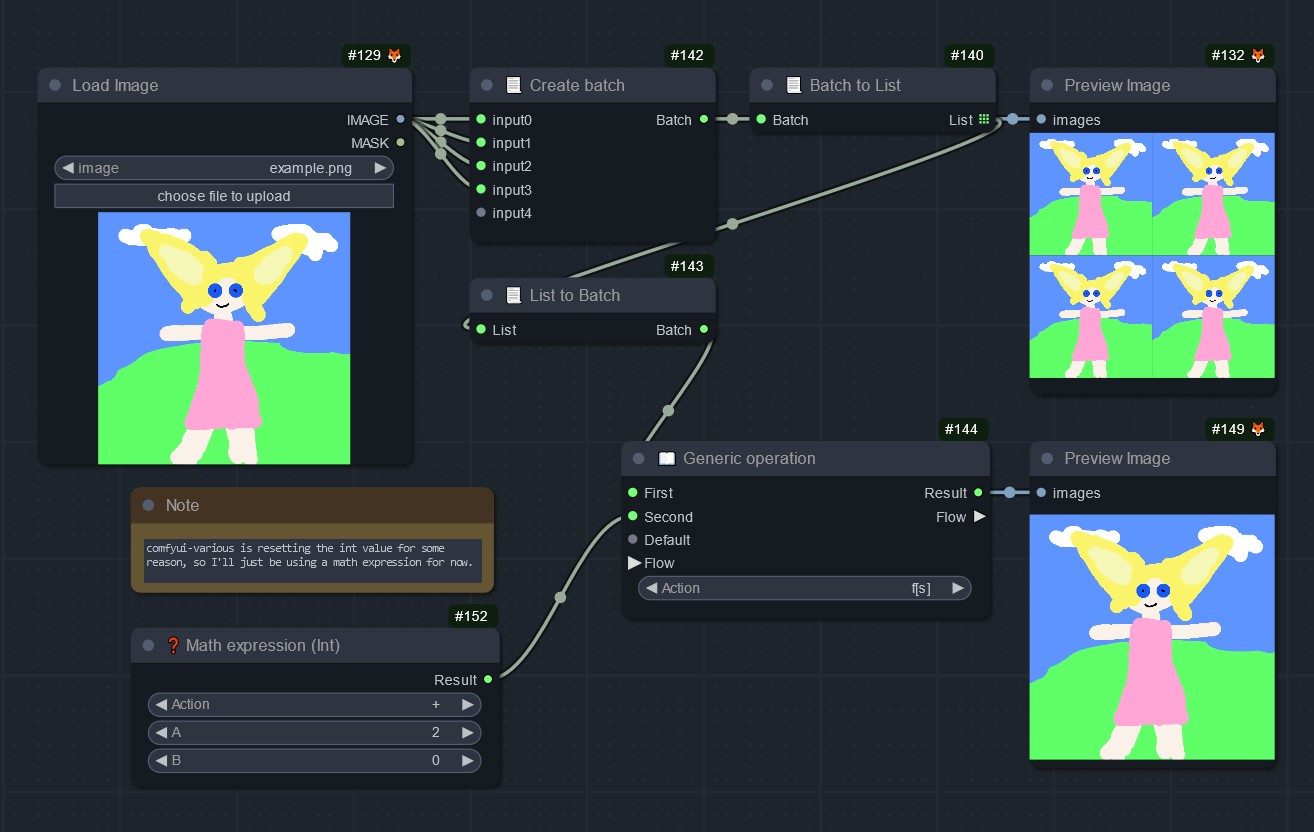 #129
Load Image
IMAGE
MASK
image example.png
choose file to upload
#142
Create batch
input0 Batch
input1
input2
input3
input4
#140
Batch to List
Batch List
#132
Preview Image
images
#143
List to Batch
List Batch
#144
Generic operation
First Result
Second Flow
Default
Flow
Action f[s]
#149
Preview Image
images
Note
comfyui-various is resetting the int value for some
reason, so I'll just be using a math expression for now.
#152
Math expression (Int)
Result
Action +
A 2
B 0